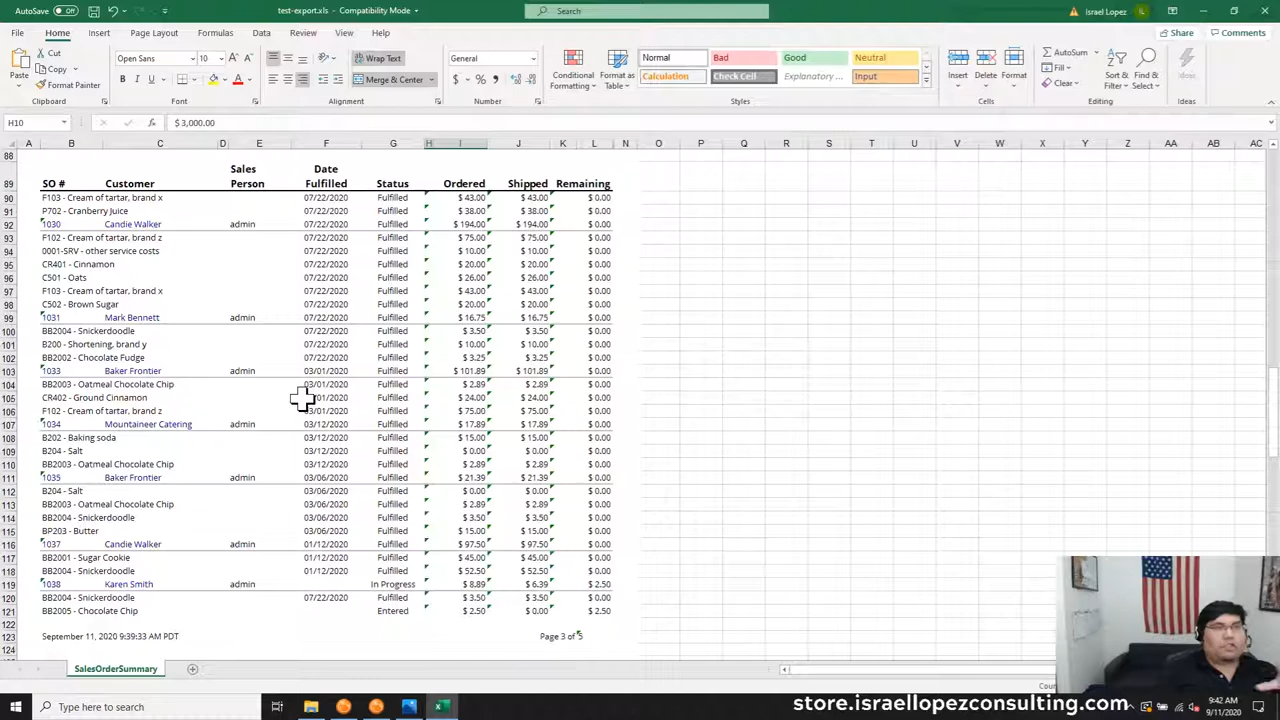 AutoSave Off test-export.xls - Compatibility Mode Search Israel Lopez IL
File Home Insert Page Layout Formulas Data Review View Help Share Comments
Paste Cut Copy Format Painter Clipboard
Open Sans 10 Font
Wrap Text Merge & Center Alignment
General Number
Conditional Formatting Format as Table
Normal Bad Good Neutral
Calculation Check Cell Explanatory ... Input
Styles
Insert Delete Format Cells
AutoSum Fill Clear Sort & Filter Find & Select Editing
Ideas Ideas
H10 $ 3,000.00
A B C D E F G H I J K L N O P Q R S T U V W X Y Z AA AB AC
88 Sales Date
89 SO # Customer Person Fulfilled Status Ordered Shipped Remaining
90 F103 - Cream of tartar, brand x 07/22/2020 Fulfilled $ 43.00 $ 43.00 $ 0.00
91 P702 - Cranberry Juice 07/22/2020 Fulfilled $ 38.00 $ 38.00 $ 0.00
92 1030 Candie Walker admin 07/22/2020 Fulfilled $ 194.00 $ 194.00 $ 0.00
93 F102 - Cream of tartar, brand z 07/22/2020 Fulfilled $ 75.00 $ 75.00 $ 0.00
94 0001-SRV - other service costs 07/22/2020 Fulfilled $ 10.00 $ 10.00 $ 0.00
95 CR401 - Cinnamon 07/22/2020 Fulfilled $ 20.00 $ 20.00 $ 0.00
96 C501 - Oats 07/22/2020 Fulfilled $ 26.00 $ 26.00 $ 0.00
97 F103 - Cream of tartar, brand x 07/22/2020 Fulfilled $ 43.00 $ 43.00 $ 0.00
98 C502 - Brown Sugar 07/22/2020 Fulfilled $ 20.00 $ 20.00 $ 0.00
99 1031 Mark Bennett admin 07/22/2020 Fulfilled $ 16.75 $ 16.75 $ 0.00
100 BB2004 - Snickerdoodle 07/22/2020 Fulfilled $ 3.50 $ 3.50 $ 0.00
101 B200 - Shortening, brand y 07/22/2020 Fulfilled $ 10.00 $ 10.00 $ 0.00
102 BB2002 - Chocolate Fudge 07/22/2020 Fulfilled $ 3.25 $ 3.25 $ 0.00
103 1033 Baker Frontier admin 03/01/2020 Fulfilled $ 101.89 $ 101.89 $ 0.00
104 BB2003 - Oatmeal Chocolate Chip 03/01/2020 Fulfilled $ 2.89 $ 2.89 $ 0.00
105 CR402 - Ground Cinnamon /01/2020 Fulfilled $ 24.00 $ 24.00 $ 0.00
106 F102 - Cream of tartar, brand z 03/01/2020 Fulfilled $ 75.00 $ 75.00 $ 0.00
107 1034 Mountaineer Catering admin 03/12/2020 Fulfilled $ 17.89 $ 17.89 $ 0.00
108 B202 - Baking soda 03/12/2020 Fulfilled $ 15.00 $ 15.00 $ 0.00
109 B204 - Salt 03/12/2020 Fulfilled $ 0.00 $ 0.00 $ 0.00
110 BB2003 - Oatmeal Chocolate Chip 03/12/2020 Fulfilled $ 2.89 $ 2.89 $ 0.00
111 1035 Baker Frontier admin 03/06/2020 Fulfilled $ 21.39 $ 21.39 $ 0.00
112 B204 - Salt 03/06/2020 Fulfilled $ 0.00 $ 0.00 $ 0.00
113 BB2003 - Oatmeal Chocolate Chip 03/06/2020 Fulfilled $ 2.89 $ 2.89 $ 0.00
114 BB2004 - Snickerdoodle 03/06/2020 Fulfilled $ 3.50 $ 3.50 $ 0.00
115 BP203 - Butter 03/06/2020 Fulfilled $ 15.00 $ 15.00 $ 0.00
116 1037 Candie Walker admin 01/12/2020 Fulfilled $ 97.50 $ 97.50 $ 0.00
117 BB2001 - Sugar Cookie 01/12/2020 Fulfilled $ 45.00 $ 45.00 $ 0.00
118 BB2004 - Snickerdoodle 01/12/2020 Fulfilled $ 52.50 $ 52.50 $ 0.00
119 1038 Karen Smith admin In Progress $ 8.89 $ 6.39 $ 2.50
120 BB2004 - Snickerdoodle 07/22/2020 Fulfilled $ 3.50 $ 3.50 $ 0.00
121 BB2005 - Chocolate Chip Entered $ 2.50 $ 0.00 $ 2.50
122
123 September 11, 2020 9:39:33 AM PDT Page 3 of 5
124
SalesOrderSummary
Type here to search
store.israellopezconsulting.com
9:42 AM
9/11/2020